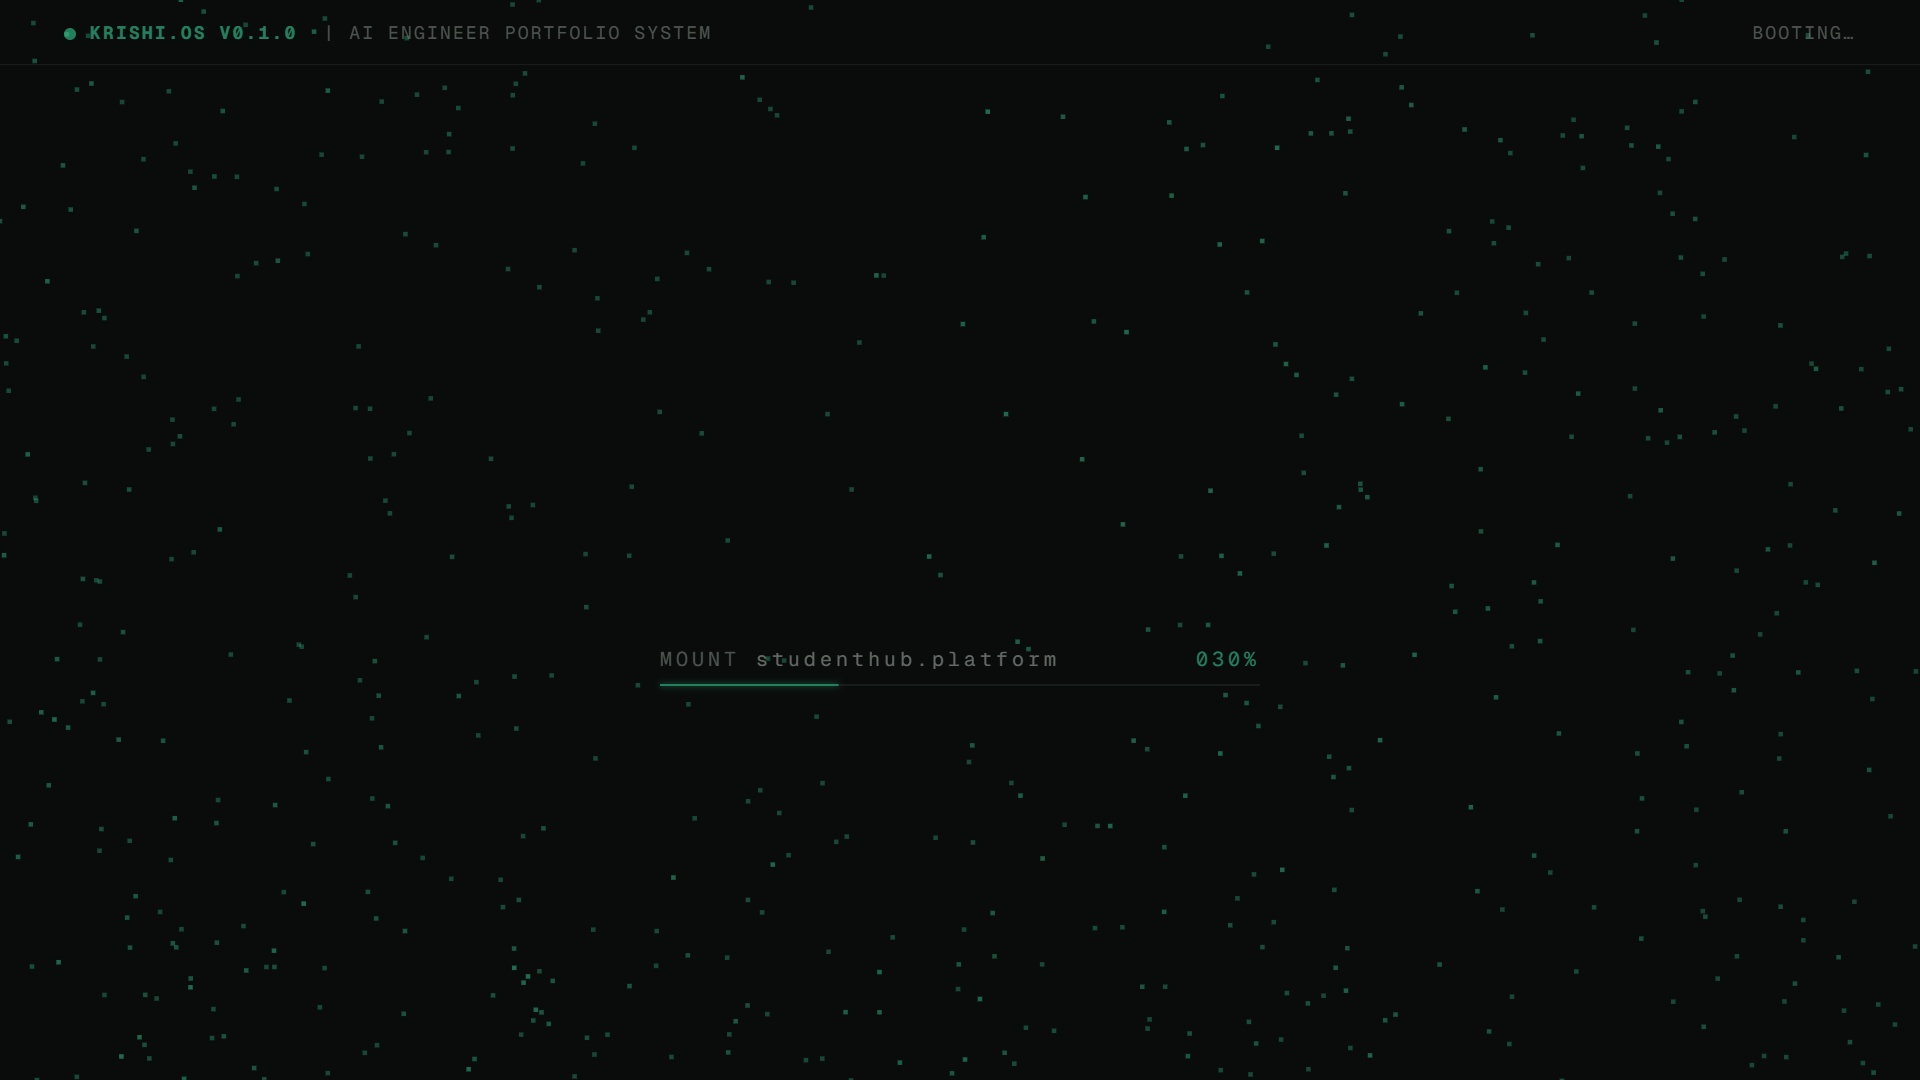 KRISHI.OS V0.1.0 | AI ENGINEER PORTFOLIO SYSTEM
BOOTING…
MOUNT studenthub.platform 030%